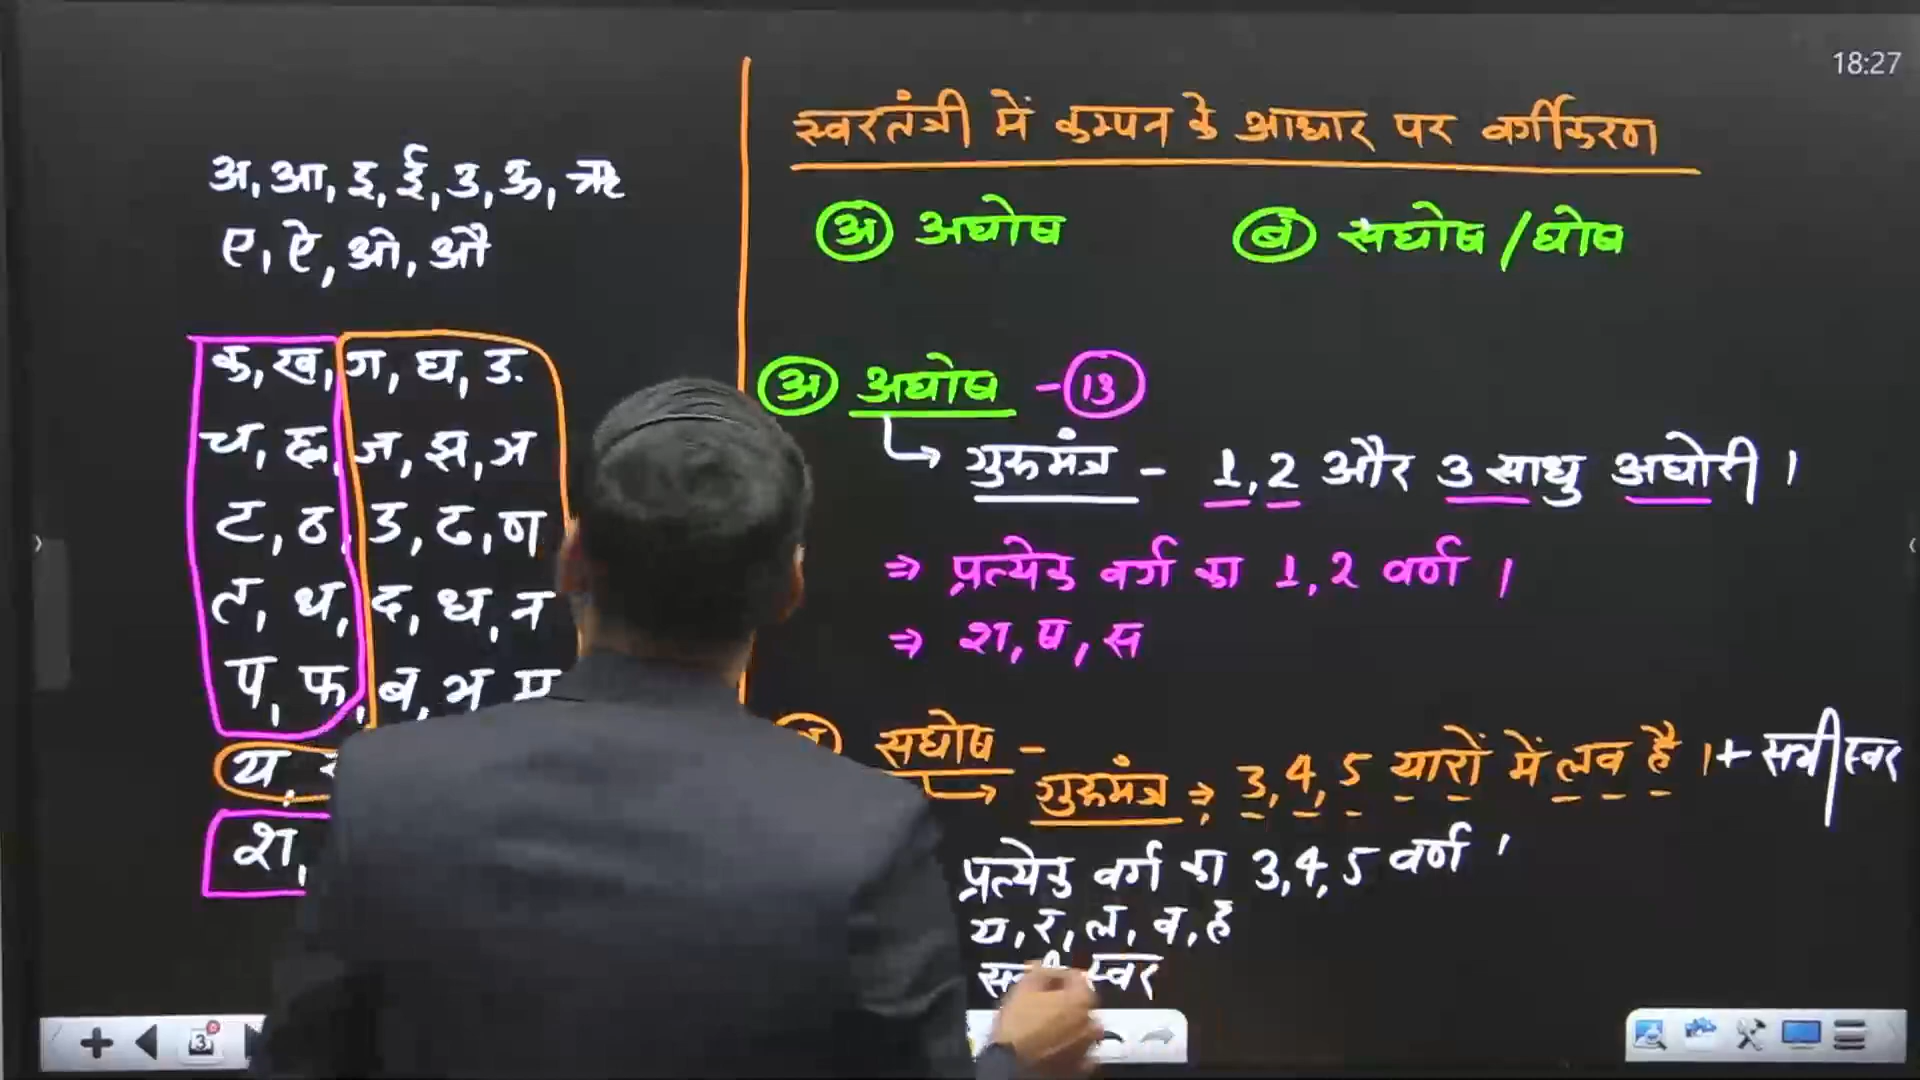 18:27
अ, आ, इ, ई, उ, ऊ, ऋ
ए, ऐ, ओ, औ
क, ख, ग, घ, ङ
च, छ, ज, झ, ञ
ट, ठ, ड, ढ, ण
त, थ, द, ध, न
प, फ, ब, भ म
य,
श,
स्वरतंत्री में कम्पन के आधार पर वर्गीकरण
अ अघोष ब सघोष / घोष
अ अघोष - 13
गुरुमंत्र - 1, 2 और 3 साधु अघोरी ।
⇒ प्रत्येक वर्ग का 1, 2 वर्ण ।
⇒ श, ष, स
सघोष -
गुरुमंत्र ⇒ 3, 4, 5 यारों में लव है । + सभी स्वर
प्रत्येक वर्ग का 3, 4, 5 वर्ण ।
य, र, ल, व, ह
स्वर